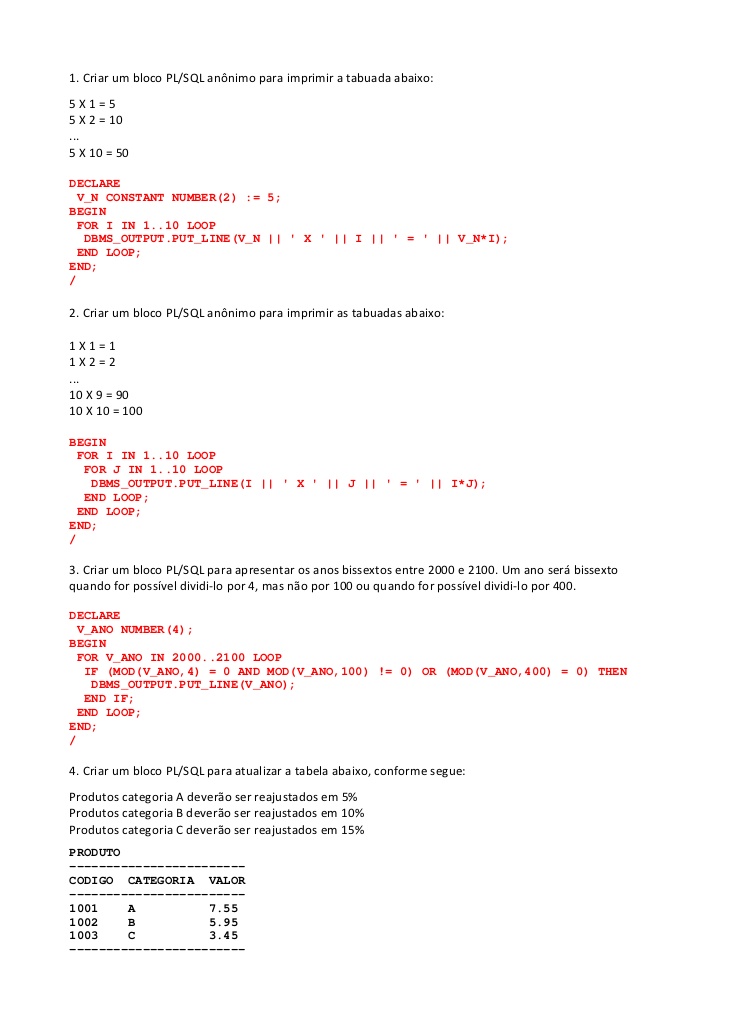 1. Criar um bloco PL/SQL anônimo para imprimir a tabuada abaixo:
5 X 1 = 5
5 X 2 = 10
...
5 X 10 = 50
DECLARE
V_N CONSTANT NUMBER(2) := 5;
BEGIN
FOR I IN 1..10 LOOP
DBMS_OUTPUT.PUT_LINE(V_N || ' X ' || I || ' = ' || V_N*I);
END LOOP;
END;
/
2. Criar um bloco PL/SQL anônimo para imprimir as tabuadas abaixo:
1 X 1 = 1
1 X 2 = 2
...
10 X 9 = 90
10 X 10 = 100
BEGIN
FOR I IN 1..10 LOOP
FOR J IN 1..10 LOOP
DBMS_OUTPUT.PUT_LINE(I || ' X ' || J || ' = ' || I*J);
END LOOP;
END LOOP;
END;
/
3. Criar um bloco PL/SQL para apresentar os anos bissextos entre 2000 e 2100. Um ano será bissexto
quando for possível dividi-lo por 4, mas não por 100 ou quando for possível dividi-lo por 400.
DECLARE
V_ANO NUMBER(4);
BEGIN
FOR V_ANO IN 2000..2100 LOOP
IF (MOD(V_ANO,4) = 0 AND MOD(V_ANO,100) != 0) OR (MOD(V_ANO,400) = 0) THEN
DBMS_OUTPUT.PUT_LINE(V_ANO);
END IF;
END LOOP;
END;
/
4. Criar um bloco PL/SQL para atualizar a tabela abaixo, conforme segue:
Produtos categoria A deverão ser reajustados em 5%
Produtos categoria B deverão ser reajustados em 10%
Produtos categoria C deverão ser reajustados em 15%
PRODUTO
------------------------
CODIGO CATEGORIA VALOR
------------------------
1001 A 7.55
1002 B 5.95
1003 C 3.45
------------------------